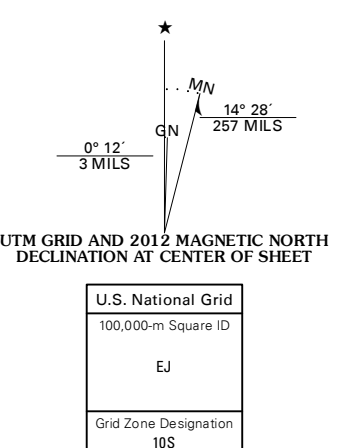 ★
MN
GN
0° 12´
3 MILS
14° 28´
257 MILS
UTM GRID AND 2012 MAGNETIC NORTH
DECLINATION AT CENTER OF SHEET
U.S. National Grid
100,000-m Square ID
EJ
Grid Zone Designation
10S